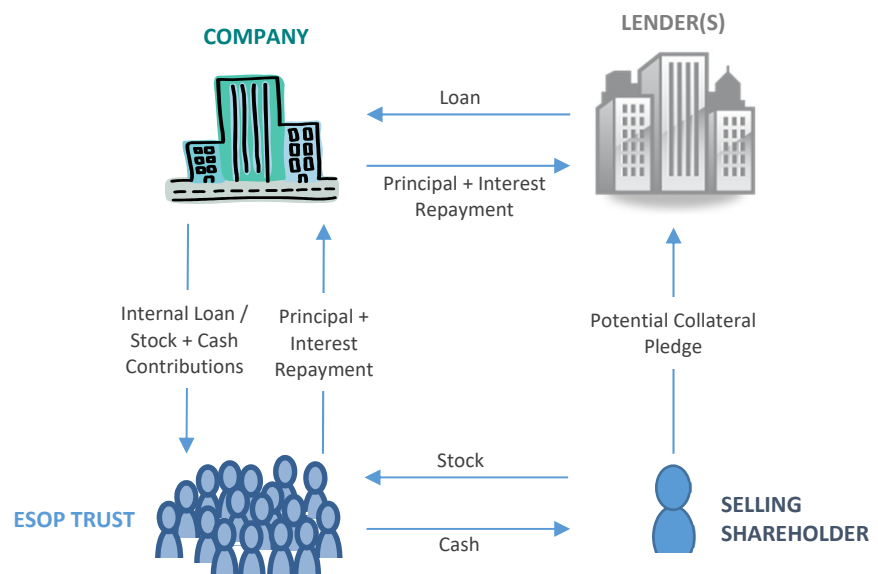 COMPANY
LENDER(S)
Loan
Principal + Interest
Repayment
Internal Loan /
Stock + Cash
Contributions
Principal +
Interest
Repayment
Potential Collateral
Pledge
Stock
ESOP TRUST
Cash
SELLING
SHAREHOLDER